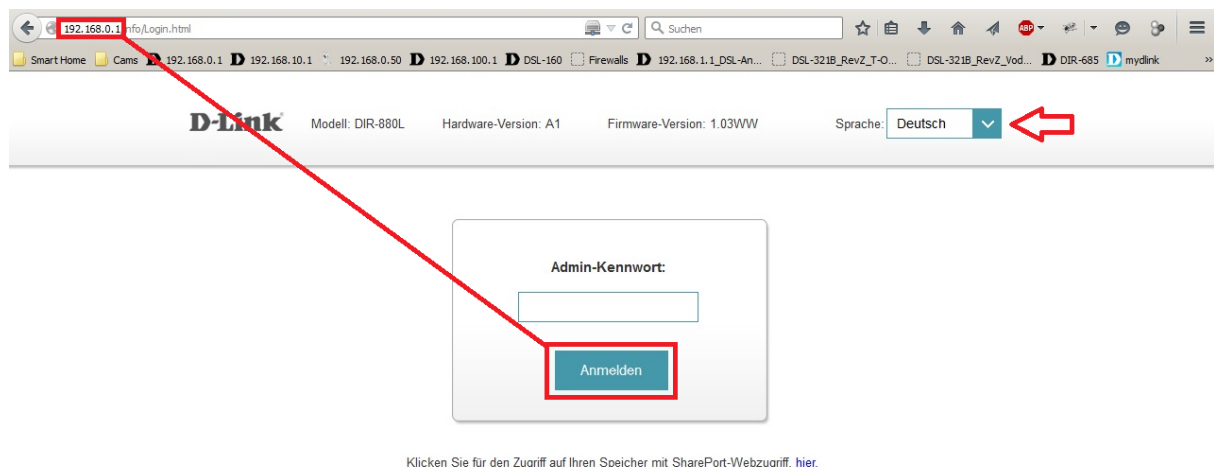 192.168.0.1 nfo/Login.html
Suchen
ABP
Smart Home Cams D 192.168.0.1 D 192.168.10.1 192.168.0.50 D 192.168.100.1 D DSL-160 Firewalls D 192.168.1.1_DSL-An... DSL-321B_RevZ_T-O... DSL-321B_RevZ_Vod... D DIR-685 D mydlink »
D-Link Modell: DIR-880L Hardware-Version: A1 Firmware-Version: 1.03WW Sprache: Deutsch
Admin-Kennwort:
Anmelden
Klicken Sie für den Zugriff auf Ihren Speicher mit SharePort-Webzugriff, hier.